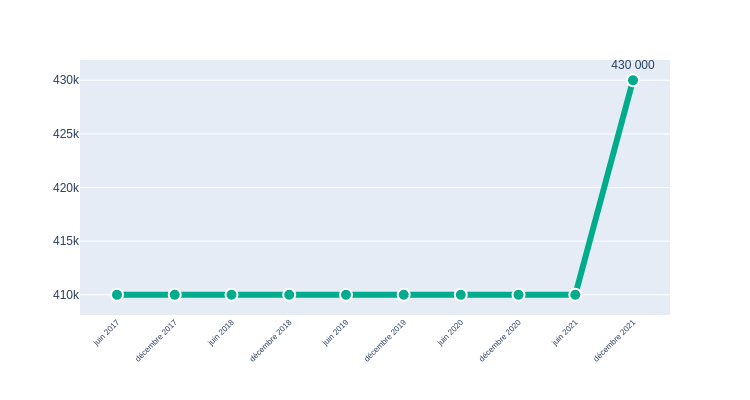 430 000
430k
425k
420k
415k
410k
juin 2017
décembre 2017
juin 2018
décembre 2018
juin 2019
décembre 2019
juin 2020
décembre 2020
juin 2021
décembre 2021